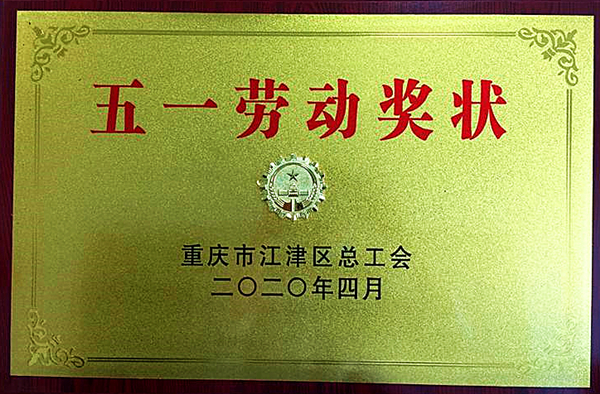 五一劳动奖状
重庆市江津区总工会
二〇二〇年四月